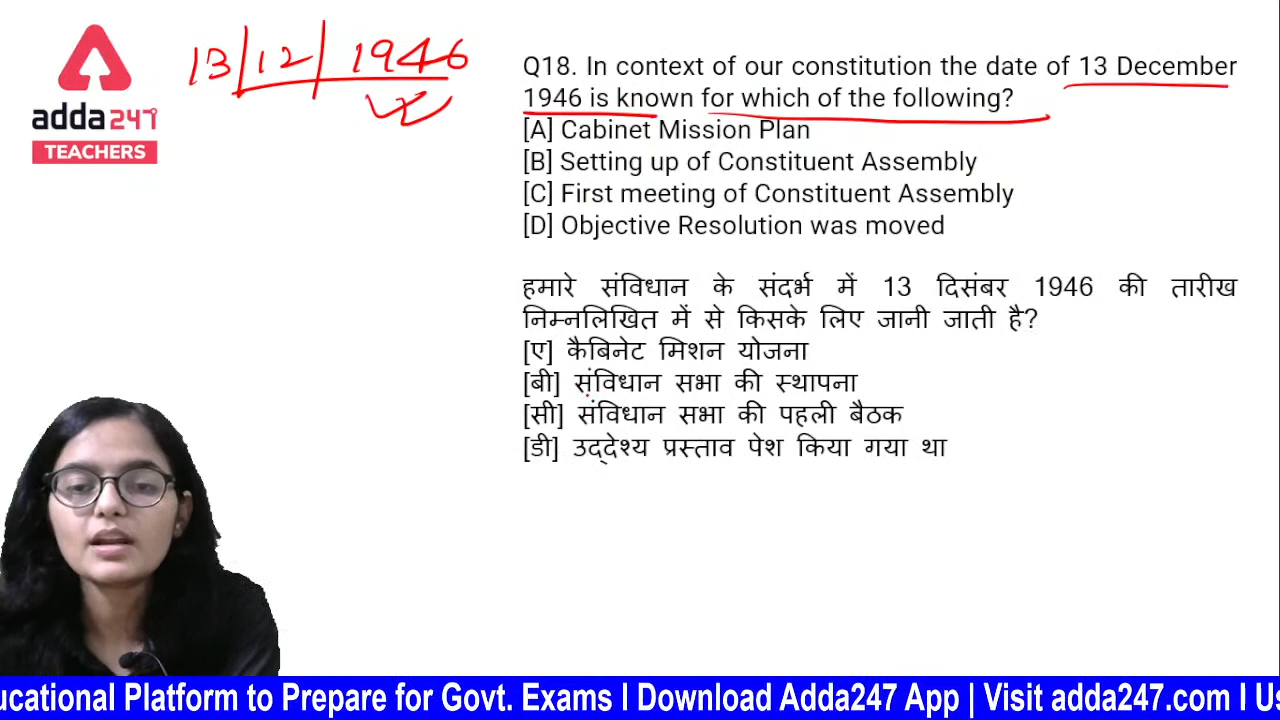 13/12/1946
adda247
TEACHERS
Q18. In context of our constitution the date of 13 December
1946 is known for which of the following?
[A] Cabinet Mission Plan
[B] Setting up of Constituent Assembly
[C] First meeting of Constituent Assembly
[D] Objective Resolution was moved
हमारे संविधान के संदर्भ में 13 दिसंबर 1946 की तारीख
निम्नलिखित में से किसके लिए जानी जाती है?
[ए] कैबिनेट मिशन योजना
[बी] संविधान सभा की स्थापना
[सी] संविधान सभा की पहली बैठक
[डी] उद्देश्य प्रस्ताव पेश किया गया था
ucational Platform to Prepare for Govt. Exams I Download Adda247 App | Visit adda247.com I Us